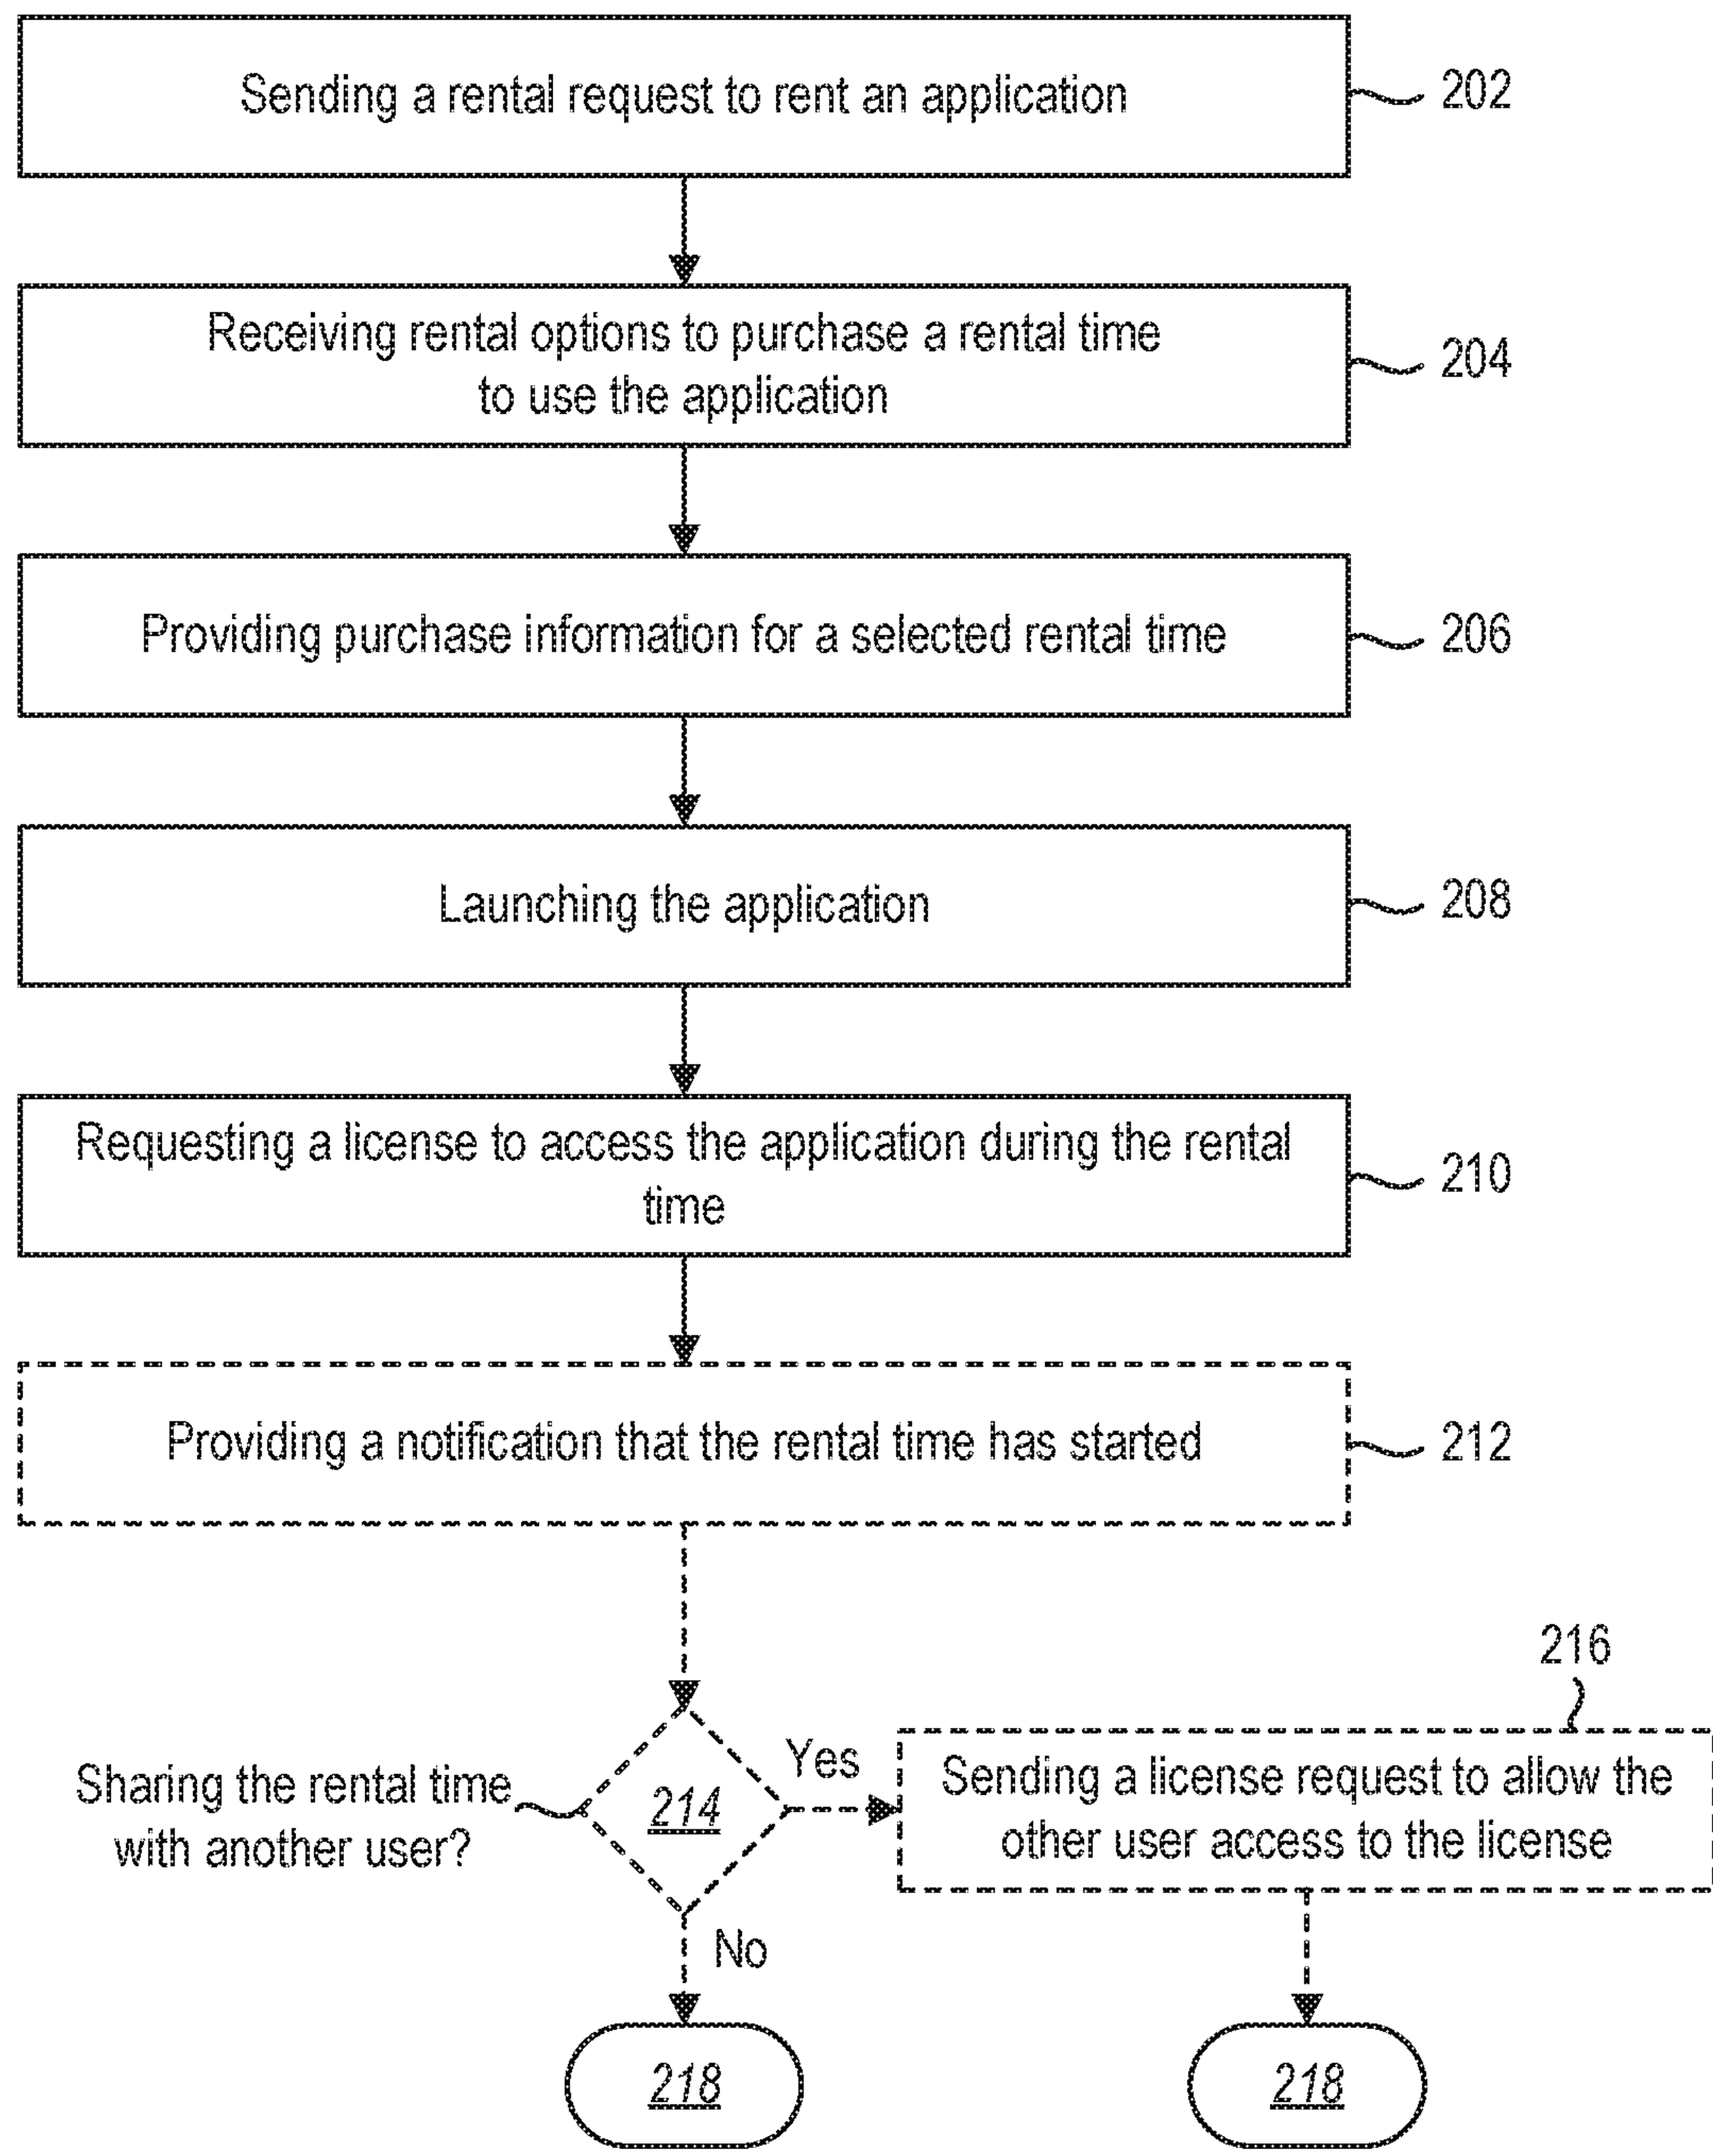 Sending a rental request to rent an application
202
Receiving rental options to purchase a rental time
to use the application
204
Providing purchase information for a selected rental time
206
Launching the application
208
Requesting a license to access the application during the rental
time
210
Providing a notification that the rental time has started
212
216
Sharing the rental time
with another user?
214
Yes
Sending a license request to allow the
other user access to the license
No
218
218